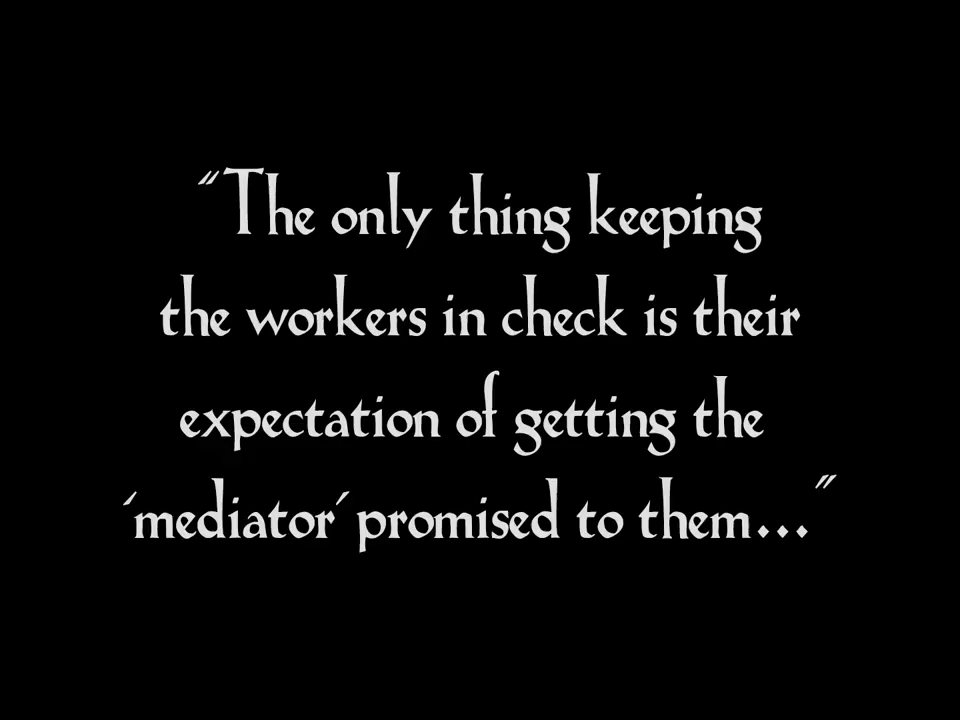 “The only thing keeping
the workers in check is their
expectation of getting the
‘mediator’ promised to them...”